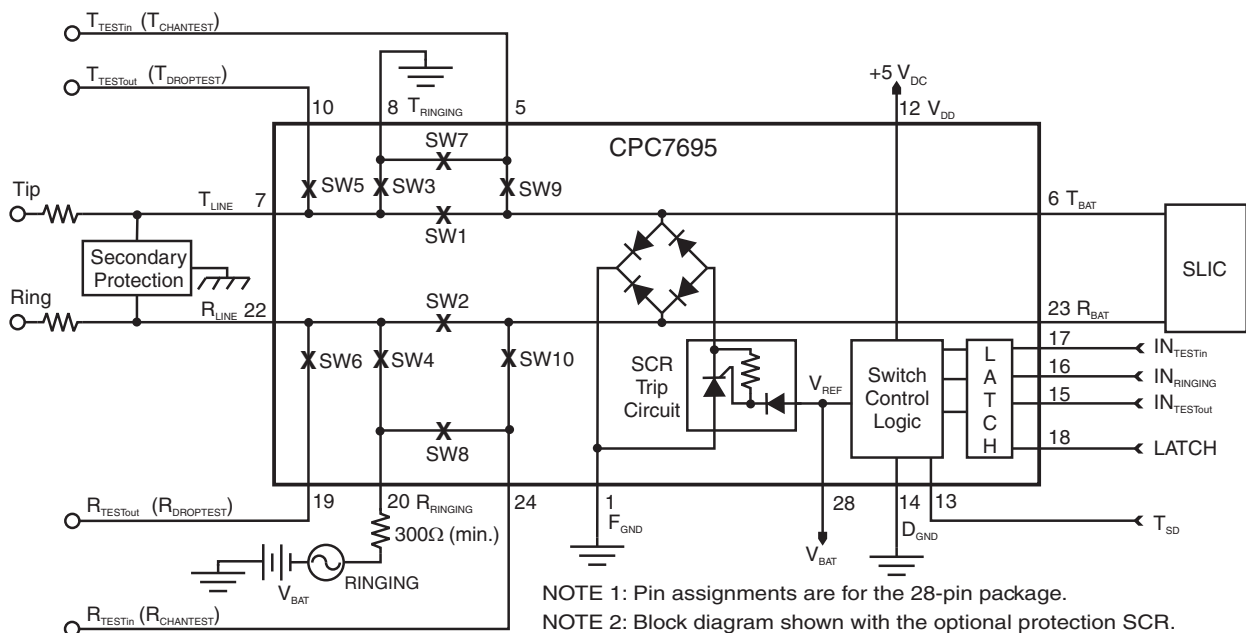 T_TESTin (T_CHANTEST)
T_TESTout (T_DROPTEST)
10
8
T_RINGING
5
+5 V_DC
12 V_DD
CPC7695
SW7
SW5
SW3
SW9
Tip
T_LINE
7
SW1
6 T_BAT
Secondary
Protection
SLIC
Ring
R_LINE 22
SW2
23 R_BAT
SW6
SW4
SW10
SCR
Trip
Circuit
V_REF
Switch
Control
Logic
L
A
T
C
H
17
IN_TESTin
16
IN_RINGING
15
IN_TESTout
18
LATCH
SW8
19
20 R_RINGING
24
1
F_GND
28
14
D_GND
13
R_TESTout (R_DROPTEST)
300Ω (min.)
T_SD
V_BAT
RINGING
V_BAT
R_TESTin (R_CHANTEST)
NOTE 1: Pin assignments are for the 28-pin package.
NOTE 2: Block diagram shown with the optional protection SCR.